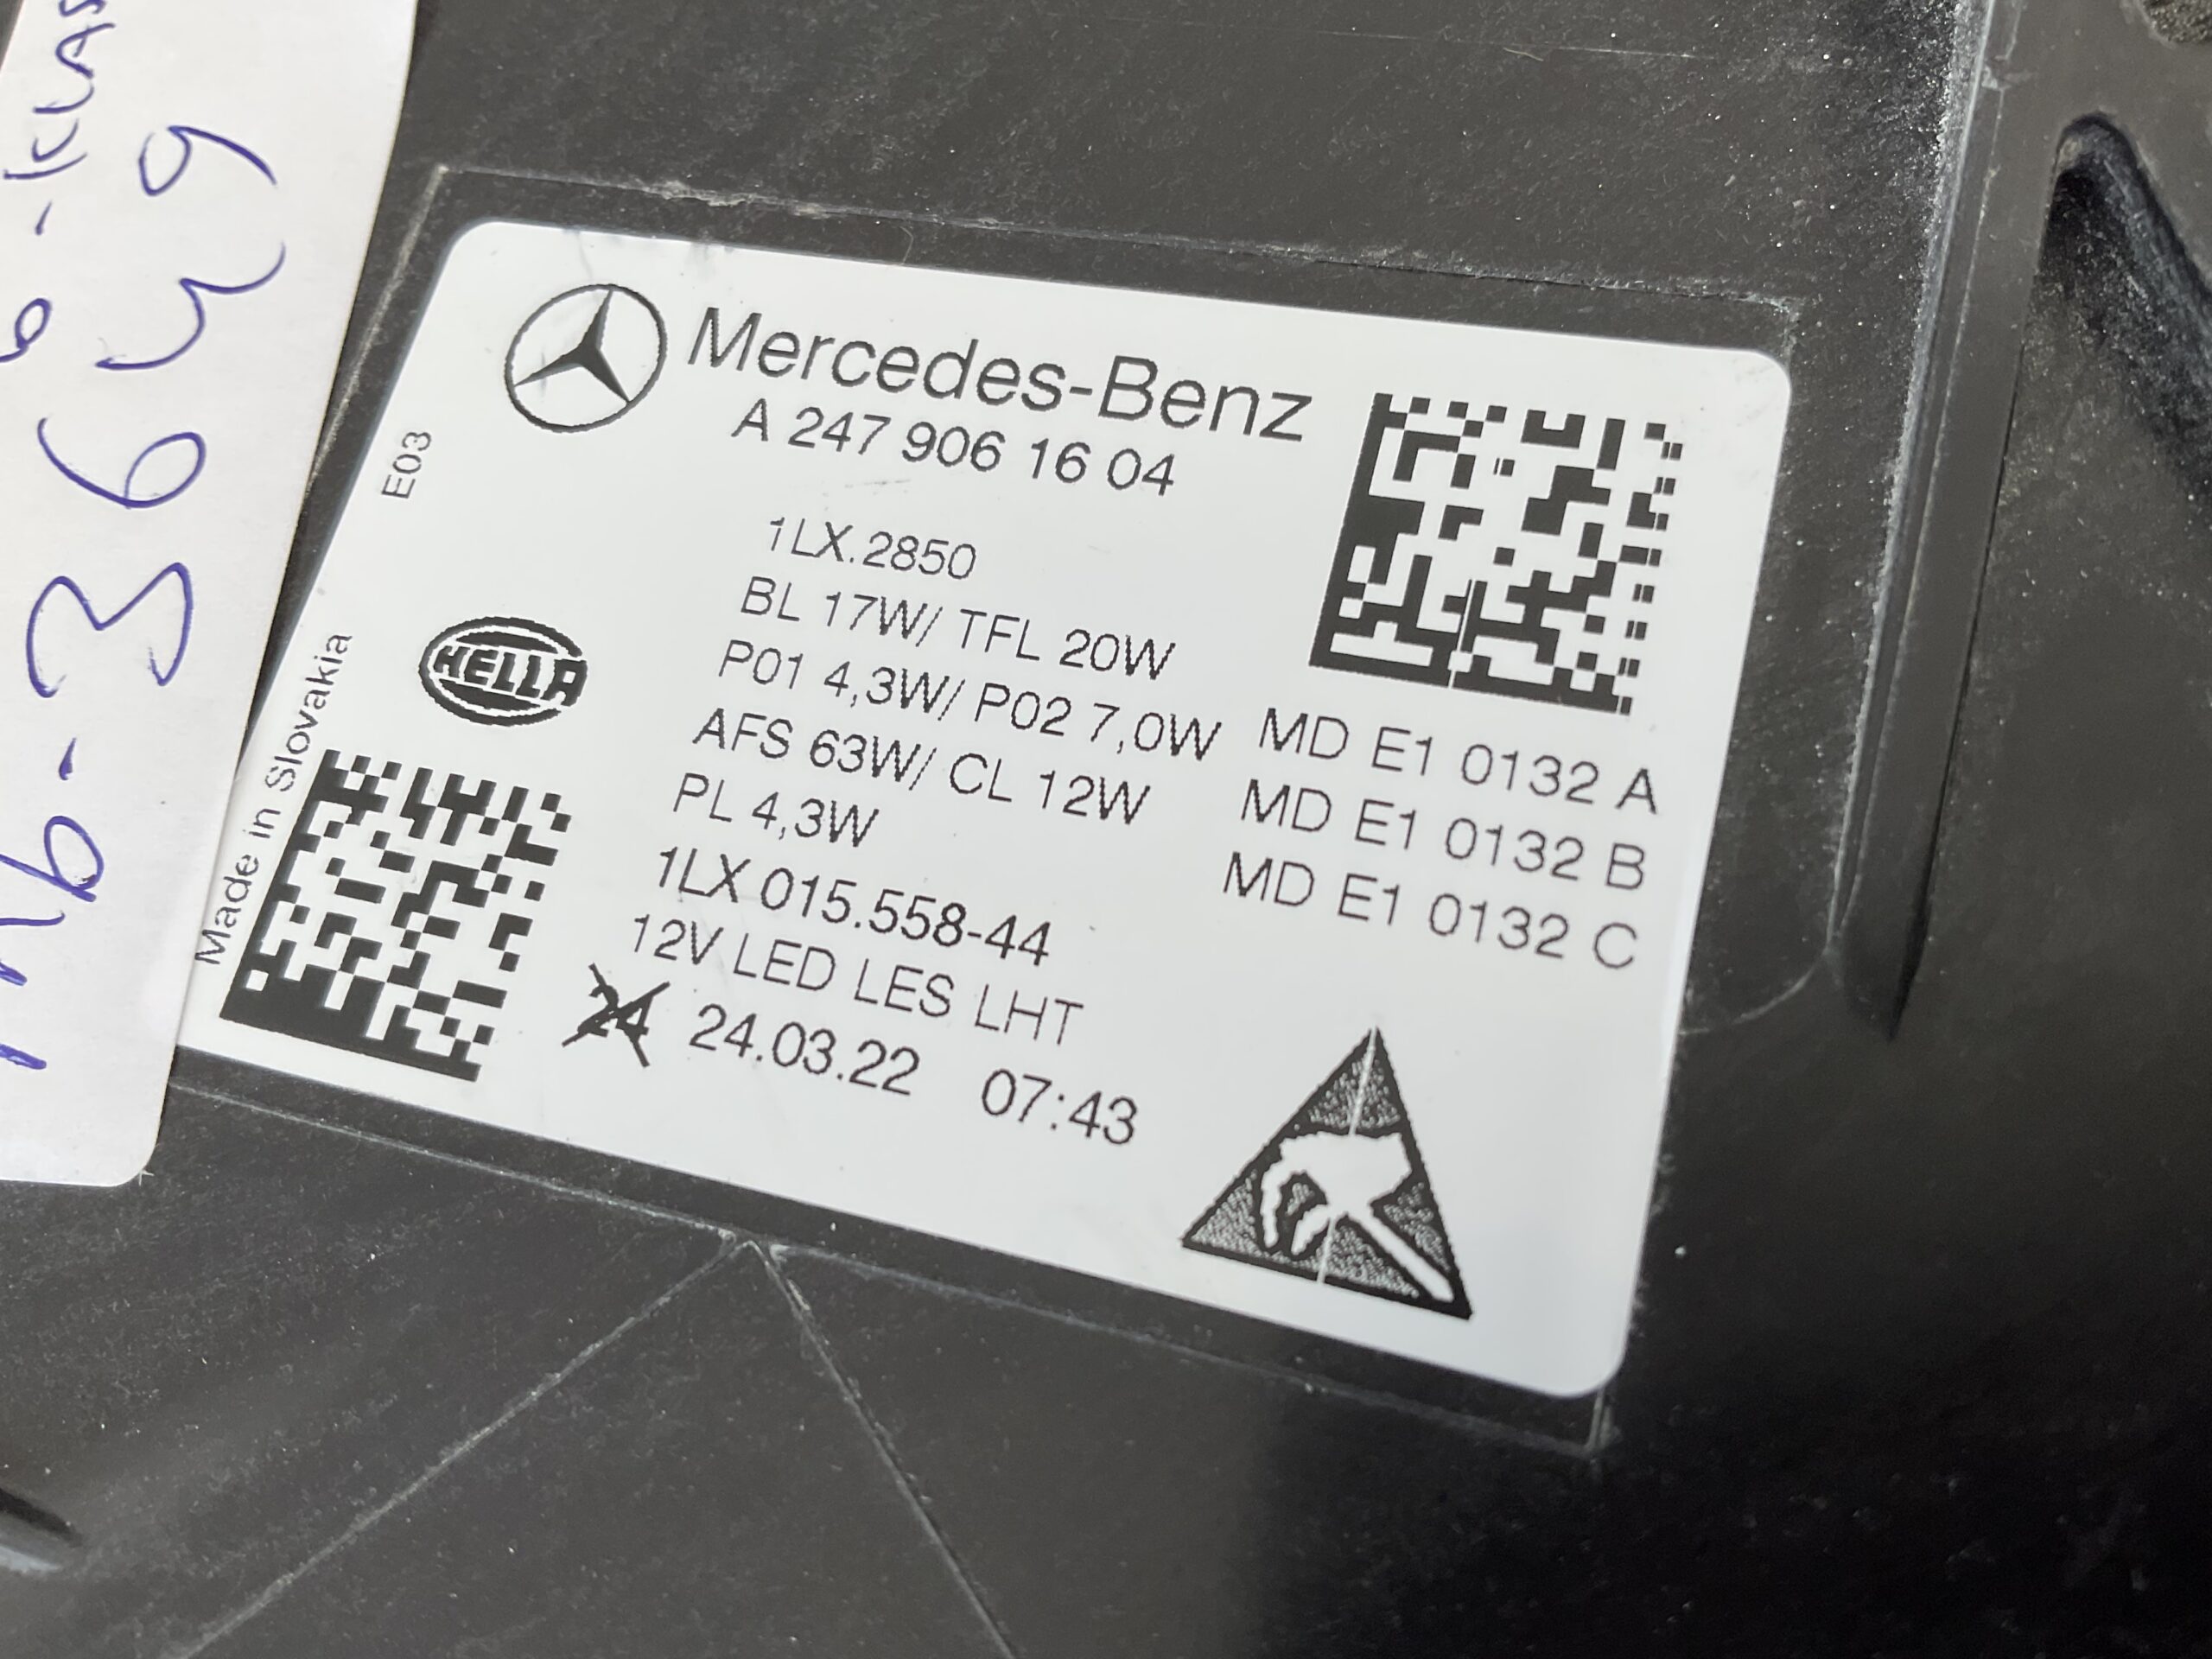 Mercedes-Benz
A 247 906 16 04
E03
1LX.2850
BL 17W/ TFL 20W
P01 4,3W/ P02 7,0W
AFS 63W/ CL 12W
PL 4,3W
1LX 015.558-44
12V LED LES LHT
24 24.03.22 07:43
MD E1 0132 A
MD E1 0132 B
MD E1 0132 C
HELLA
Made in Slovakia